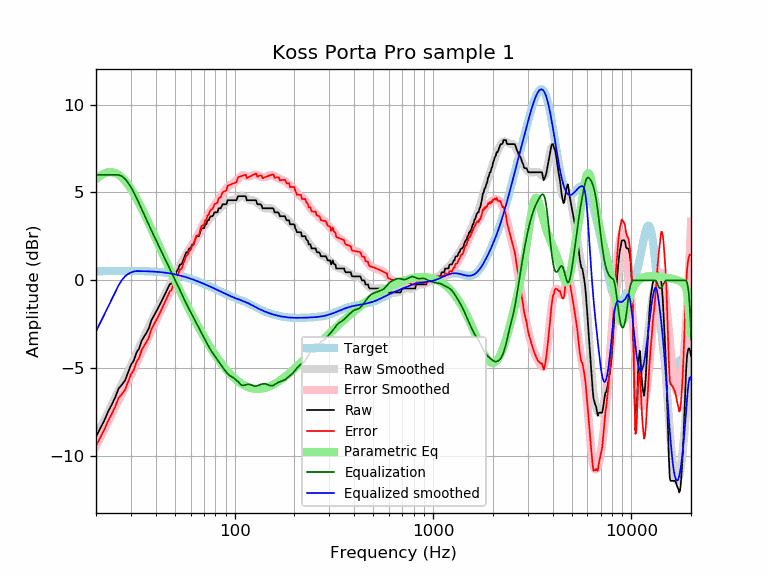 Koss Porta Pro sample 1
Amplitude (dBr)
10
5
0
−5
−10
Target
Raw Smoothed
Error Smoothed
Raw
Error
Parametric Eq
Equalization
Equalized smoothed
100
1000
10000
Frequency (Hz)